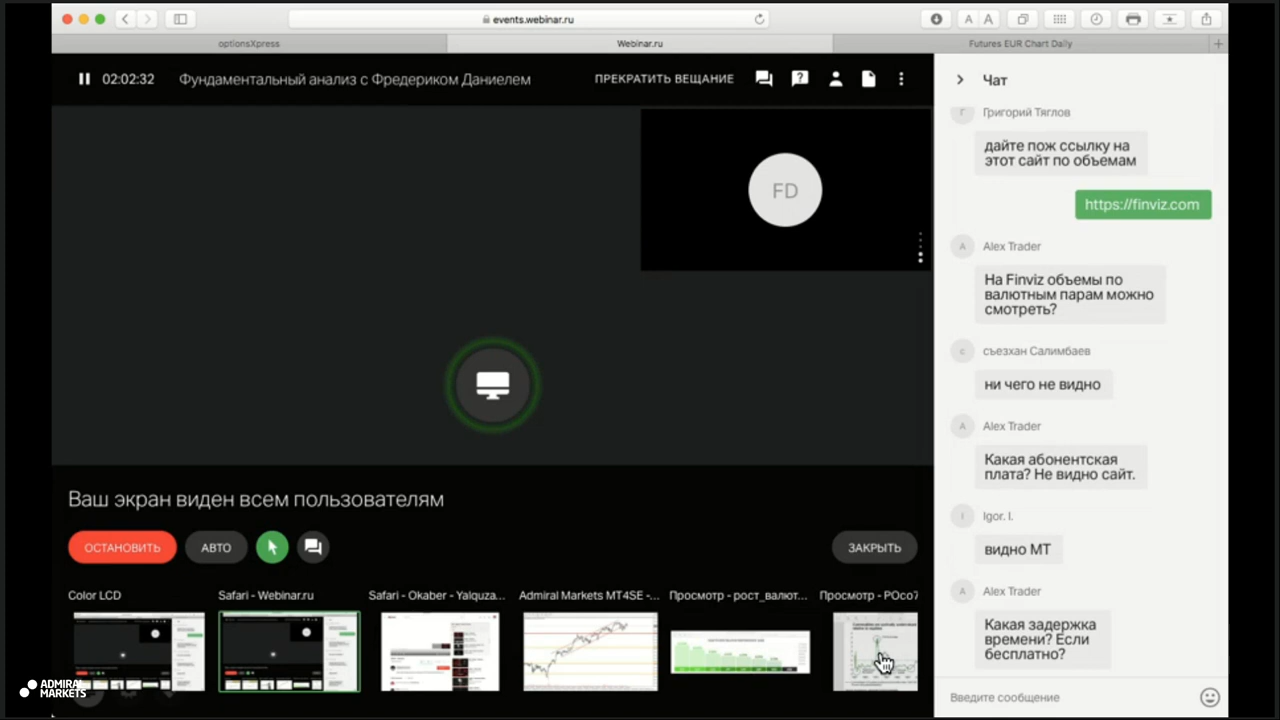 events.webinar.ru
A A
optionsXpress
Webinar.ru
Futures EUR Chart Daily
02:02:32
Фундаментальный анализ с Фредериком Даниелем
ПРЕКРАТИТЬ ВЕЩАНИЕ
FD
Ваш экран виден всем пользователям
ОСТАНОВИТЬ
АВТО
ЗАКРЫТЬ
Color LCD
Safari - Webinar.ru
Safari - Okaber - Yalquza...
Admiral Markets MT4SE -...
Просмотр - рост_валют...
ADMIRAL
MARKETS
Чат
Г
Григорий Тяглов
дайте пож ссылку на
этот сайт по объемам
https://finviz.com
A
Alex Trader
На Finviz объемы по
валютным парам можно
смотреть?
с
съезхан Салимбаев
ни чего не видно
A
Alex Trader
Какая абонентская
плата? Не видно сайт.
I
Igor. I.
видно МТ
A
Alex Trader
Какая задержка
времени? Если
бесплатно?
Введите сообщение